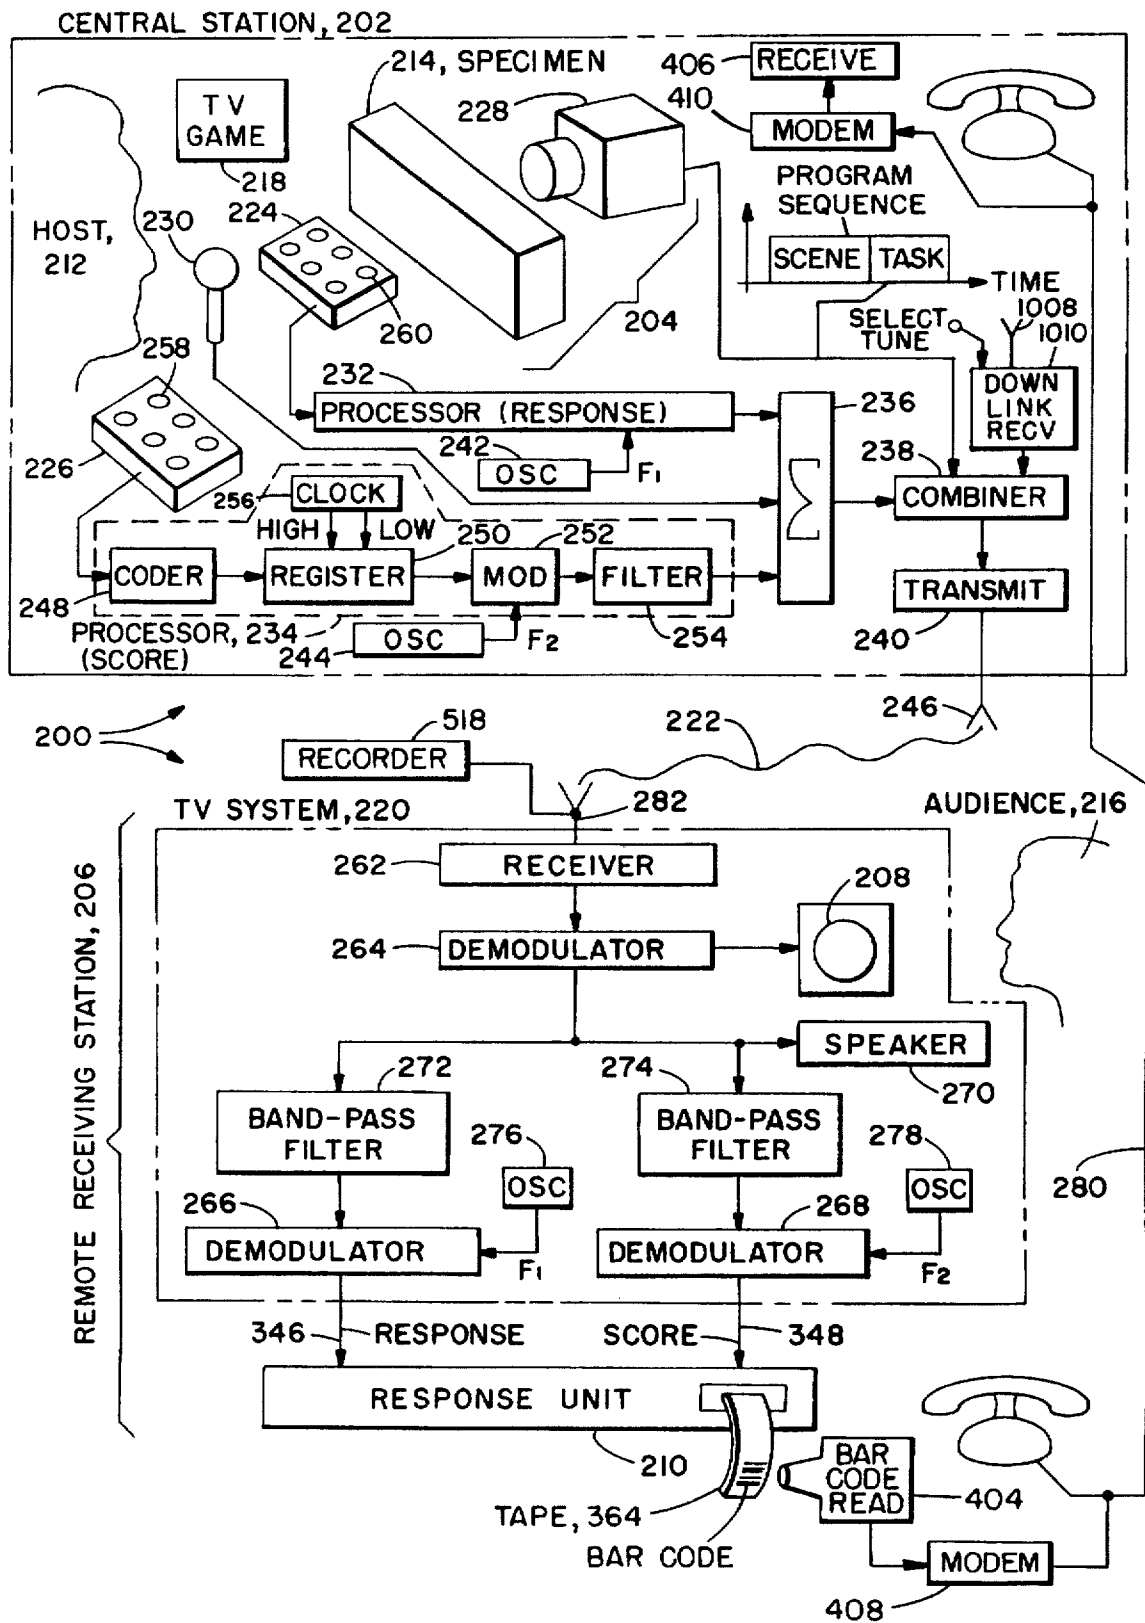 CENTRAL STATION, 202
TV
GAME
218
214, SPECIMEN
228
406
RECEIVE
410
MODEM
PROGRAM
SEQUENCE
SCENE
TASK
TIME
HOST,
212
230
224
260
204
SELECT
TUNE
1008
1010
DOWN
LINK
RECV
258
226
232
PROCESSOR (RESPONSE)
242
OSC
F1
236
Σ
238
COMBINER
256
CLOCK
HIGH
LOW
250
252
CODER
REGISTER
MOD
FILTER
248
254
TRANSMIT
240
PROCESSOR, 234
(SCORE)
244
OSC
F2
246
200
518
RECORDER
222
282
TV SYSTEM, 220
AUDIENCE, 216
REMOTE RECEIVING STATION, 206
262
RECEIVER
208
264
DEMODULATOR
SPEAKER
270
272
BAND-PASS
FILTER
274
BAND-PASS
FILTER
276
OSC
278
OSC
280
266
DEMODULATOR
F1
268
DEMODULATOR
F2
346
RESPONSE
SCORE
348
RESPONSE UNIT
210
TAPE, 364
BAR CODE
BAR
CODE
READ
404
MODEM
408